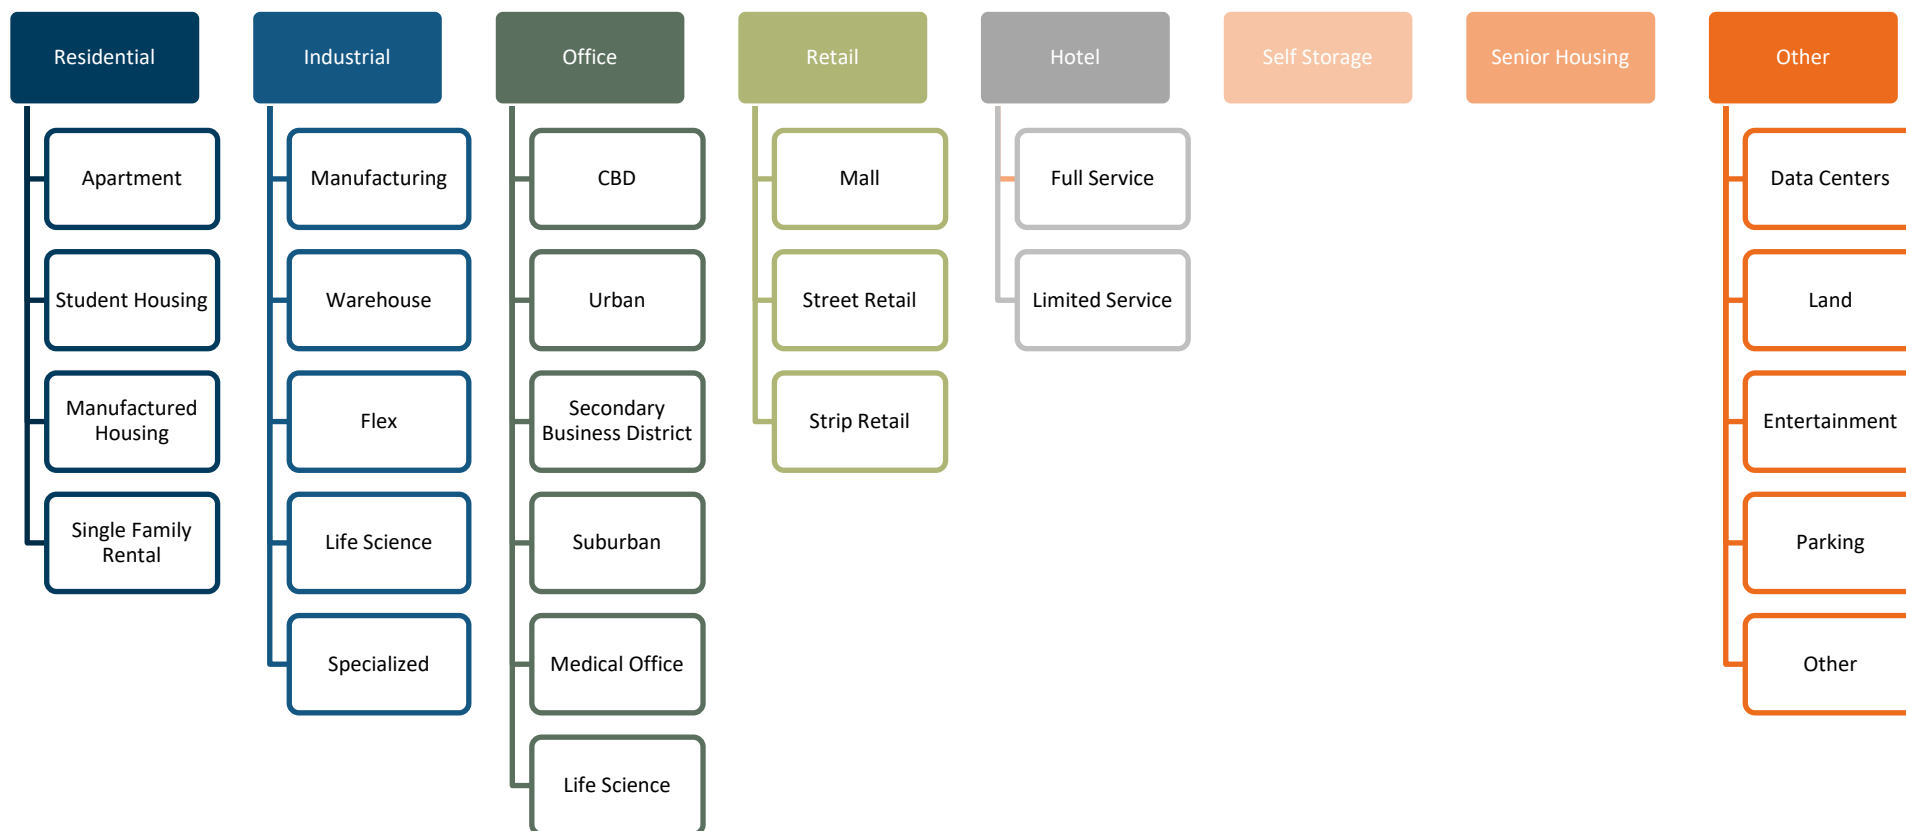 Residential
Industrial
Office
Retail
Hotel
Self Storage
Senior Housing
Other
Apartment
Student Housing
Manufactured
Housing
Single Family
Rental
Manufacturing
Warehouse
Flex
Life Science
Specialized
CBD
Urban
Secondary
Business District
Suburban
Medical Office
Life Science
Mall
Street Retail
Strip Retail
Full Service
Limited Service
Data Centers
Land
Entertainment
Parking
Other